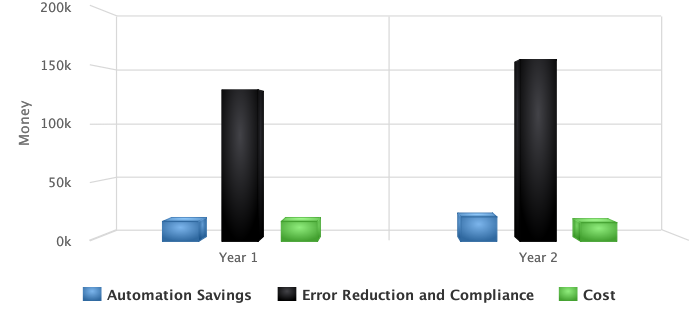 200k
150k
100k
50k
0k
Money
Year 1
Year 2
Automation Savings
Error Reduction and Compliance
Cost